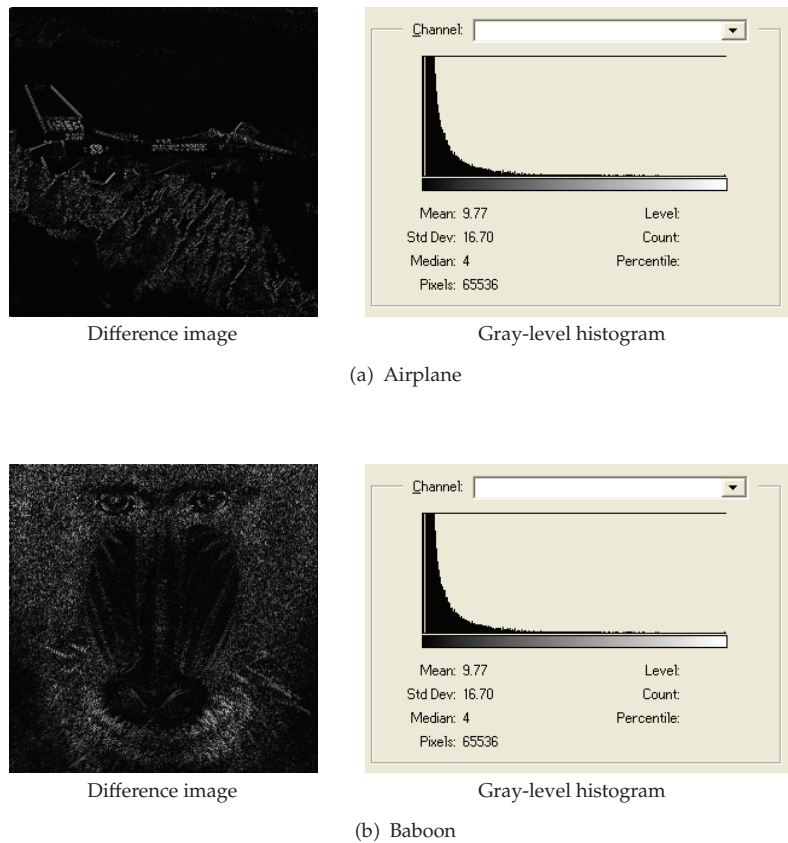 Channel:
Mean: 9.77 Level:
Std Dev: 16.70 Count:
Median: 4 Percentile:
Pixels: 65536
Difference image Gray-level histogram
(a) Airplane
Channel:
Mean: 9.77 Level:
Std Dev: 16.70 Count:
Median: 4 Percentile:
Pixels: 65536
Difference image Gray-level histogram
(b) Baboon